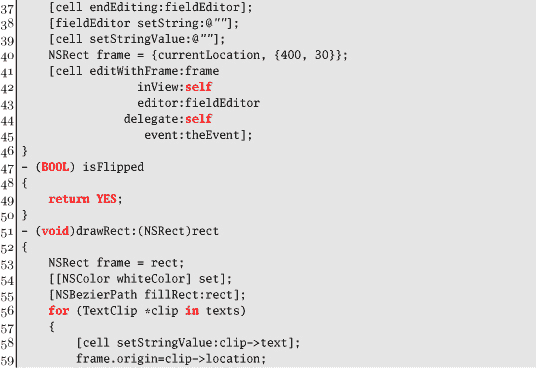 37 [cell endEditing:fieldEditor];
38 [fieldEditor setString:@""];
39 [cell setStringValue:@""];
40 NSRect frame = {currentLocation, {400, 30}};
41 [cell editWithFrame:frame
42 inView:self
43 editor:fieldEditor
44 delegate:self
45 event:theEvent];
46 }
47 - (BOOL) isFlipped
48 {
49 return YES;
50 }
51 - (void)drawRect:(NSRect)rect
52 {
53 NSRect frame = rect;
54 [[NSColor whiteColor] set];
55 [NSBezierPath fillRect:rect];
56 for (TextClip *clip in texts)
57 {
58 [cell setStringValue:clip->text];
59 frame.origin=clip->location;